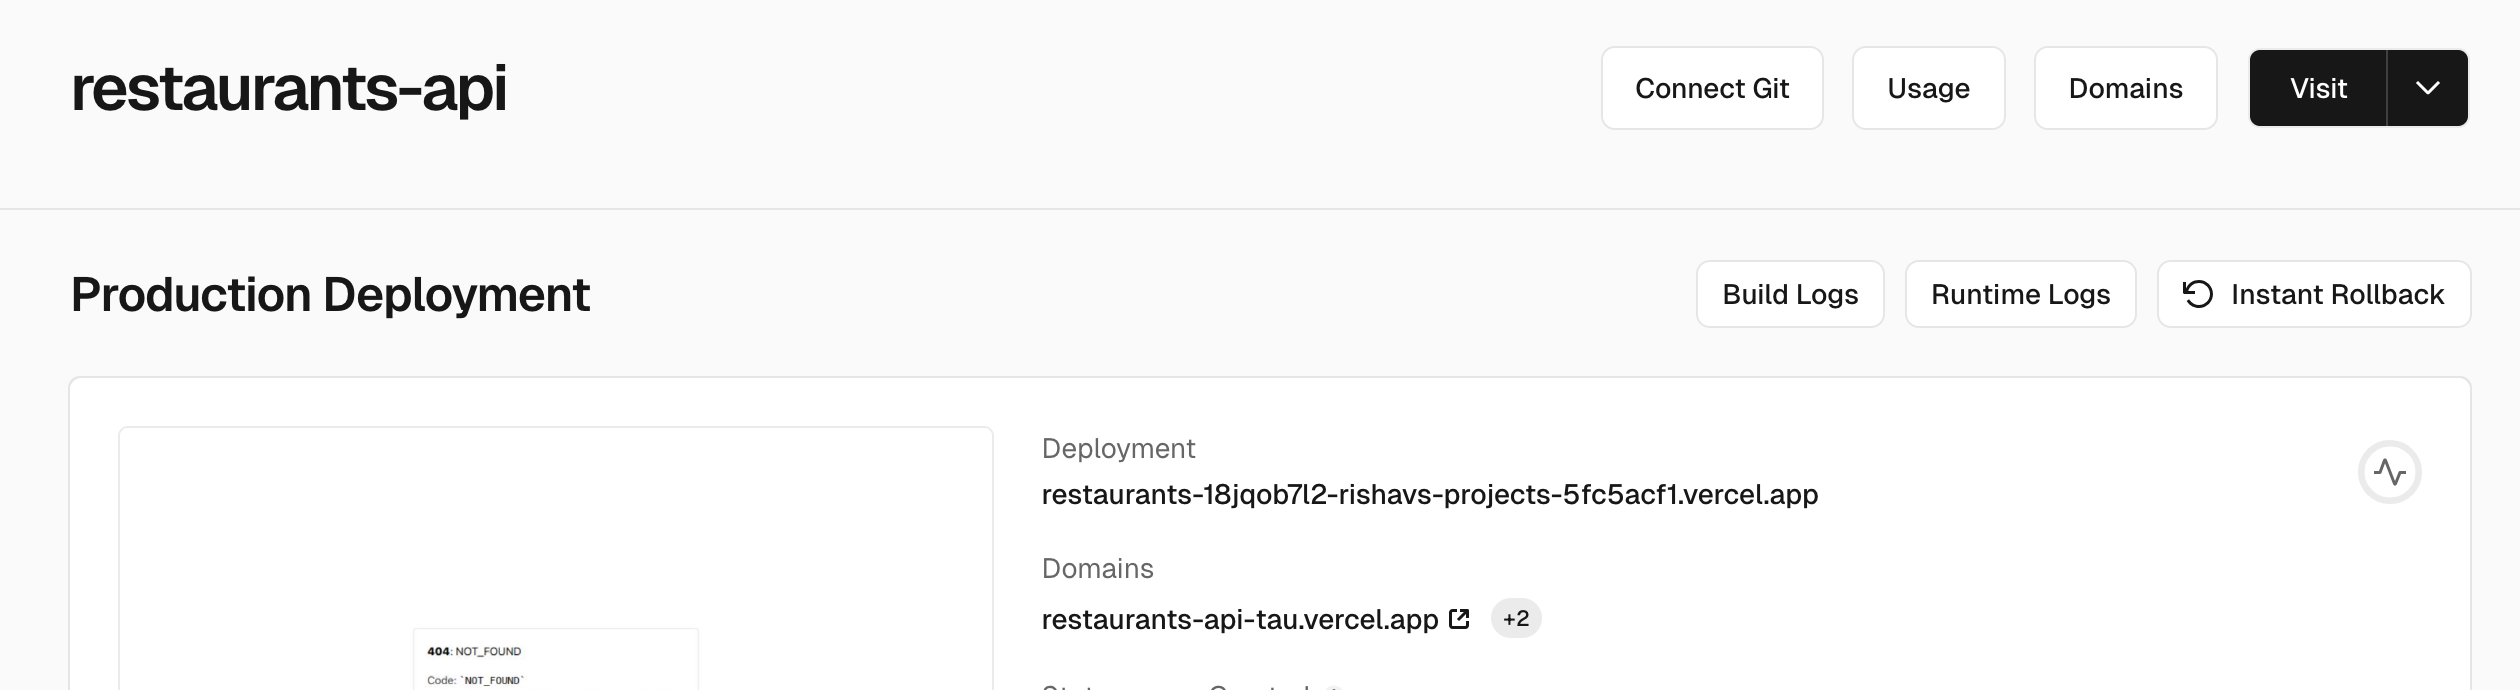 restaurants-api
Connect Git
Usage
Domains
Visit
Production Deployment
Build Logs
Runtime Logs
Instant Rollback
Deployment
restaurants-18jqob7l2-rishavs-projects-5fc5acf1.vercel.app
Domains
restaurants-api-tau.vercel.app +2
404: NOT_FOUND
Code: `NOT_FOUND`